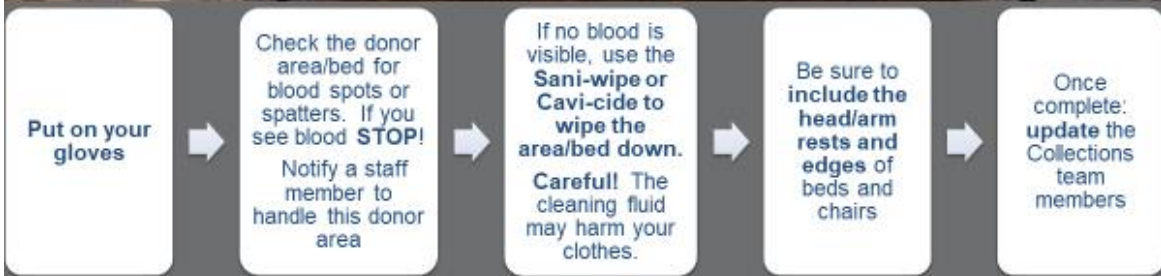 Put on your
gloves
Check the donor
area/bed for
blood spots or
spatters. If you
see blood STOP!
Notify a staff
member to
handle this donor
area
If no blood is
visible, use the
Sani-wipe or
Cavi-cide to
wipe the
area/bed down.
Careful! The
cleaning fluid
may harm your
clothes.
Be sure to
include the
head/arm
rests and
edges of
beds and
chairs
Once
complete:
update the
Collections
team
members